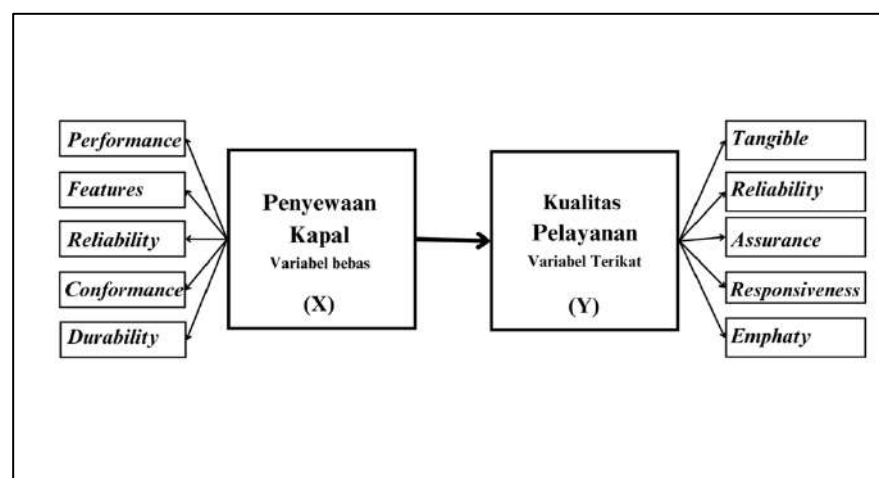 Performance
Features
Reliability
Conformance
Durability
Penyewaan
Kapal
Variabel bebas
(X)
Kualitas
Pelayanan
Variabel Terikat
(Y)
Tangible
Reliability
Assurance
Responsiveness
Emphaty